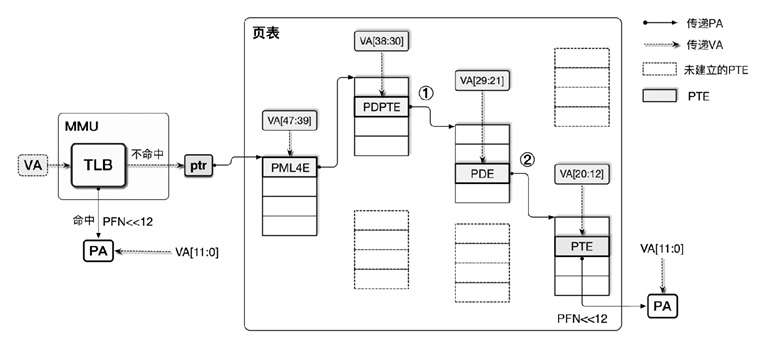 页表
传递PA
传递VA
未建立的PTE
PTE
VA[38:30]
①
PDPTE
VA[29:21]
VA[47:39]
MMU
VA
TLB
不命中
ptr
PML4E
PDE
②
VA[20:12]
命中
PFN<<12
PA
VA[11:0]
PTE
VA[11:0]
PFN<<12
PA